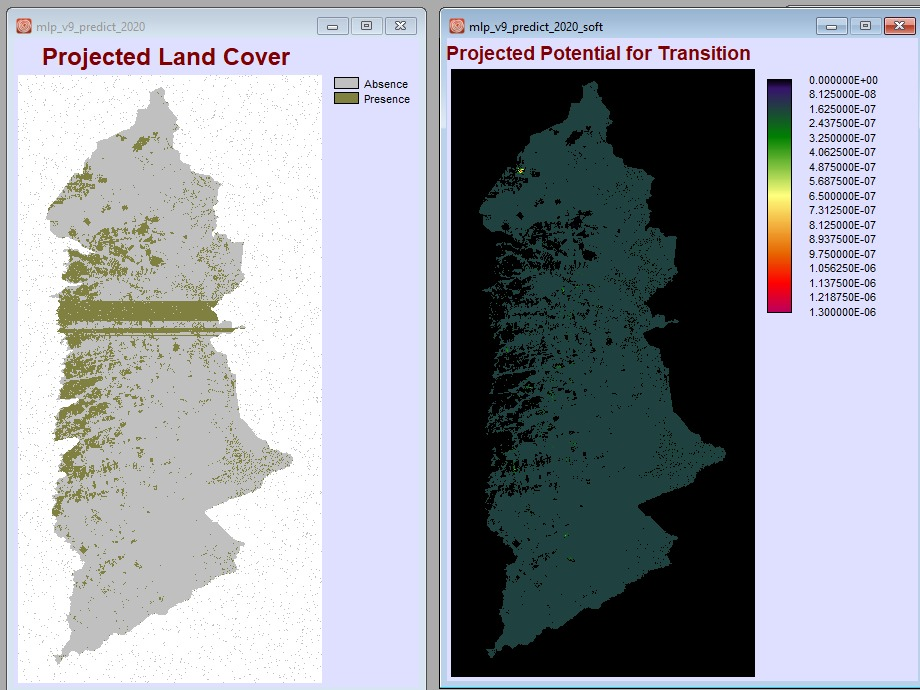 mlp_v9_predict_2020
Projected Land Cover
Absence
Presence
mlp_v9_predict_2020_soft
Projected Potential for Transition
0.000000E+00
8.125000E-08
1.625000E-07
2.437500E-07
3.250000E-07
4.062500E-07
4.875000E-07
5.687500E-07
6.500000E-07
7.312500E-07
8.125000E-07
8.937500E-07
9.750000E-07
1.056250E-06
1.137500E-06
1.218750E-06
1.300000E-06